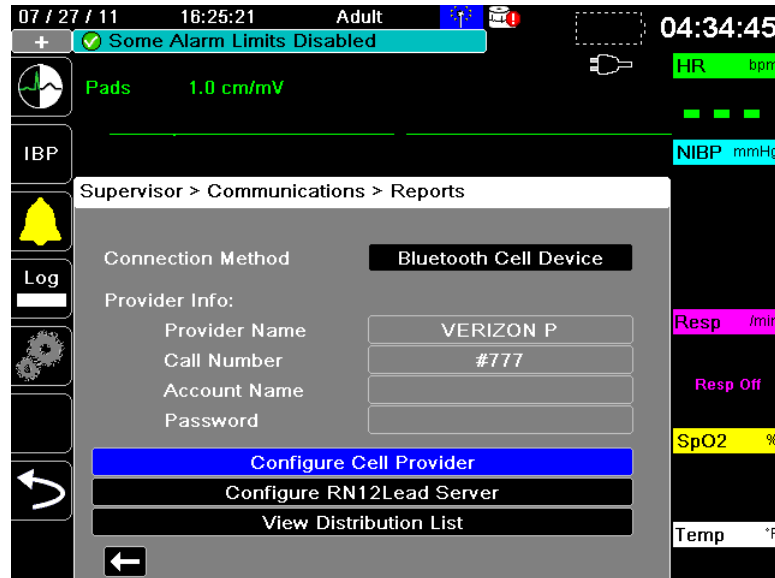 07 / 27 / 11 16:25:21 Adult
04:34:45
Some Alarm Limits Disabled
HR bpm
Pads 1.0 cm/mV
- - -
IBP
NIBP mmHg
Supervisor > Communications > Reports
Connection Method Bluetooth Cell Device
Log
Provider Info:
Provider Name VERIZON P
Resp /min
Call Number #777
Account Name
Resp Off
Password
SpO2 %
Configure Cell Provider
Configure RN12Lead Server
View Distribution List
Temp °F